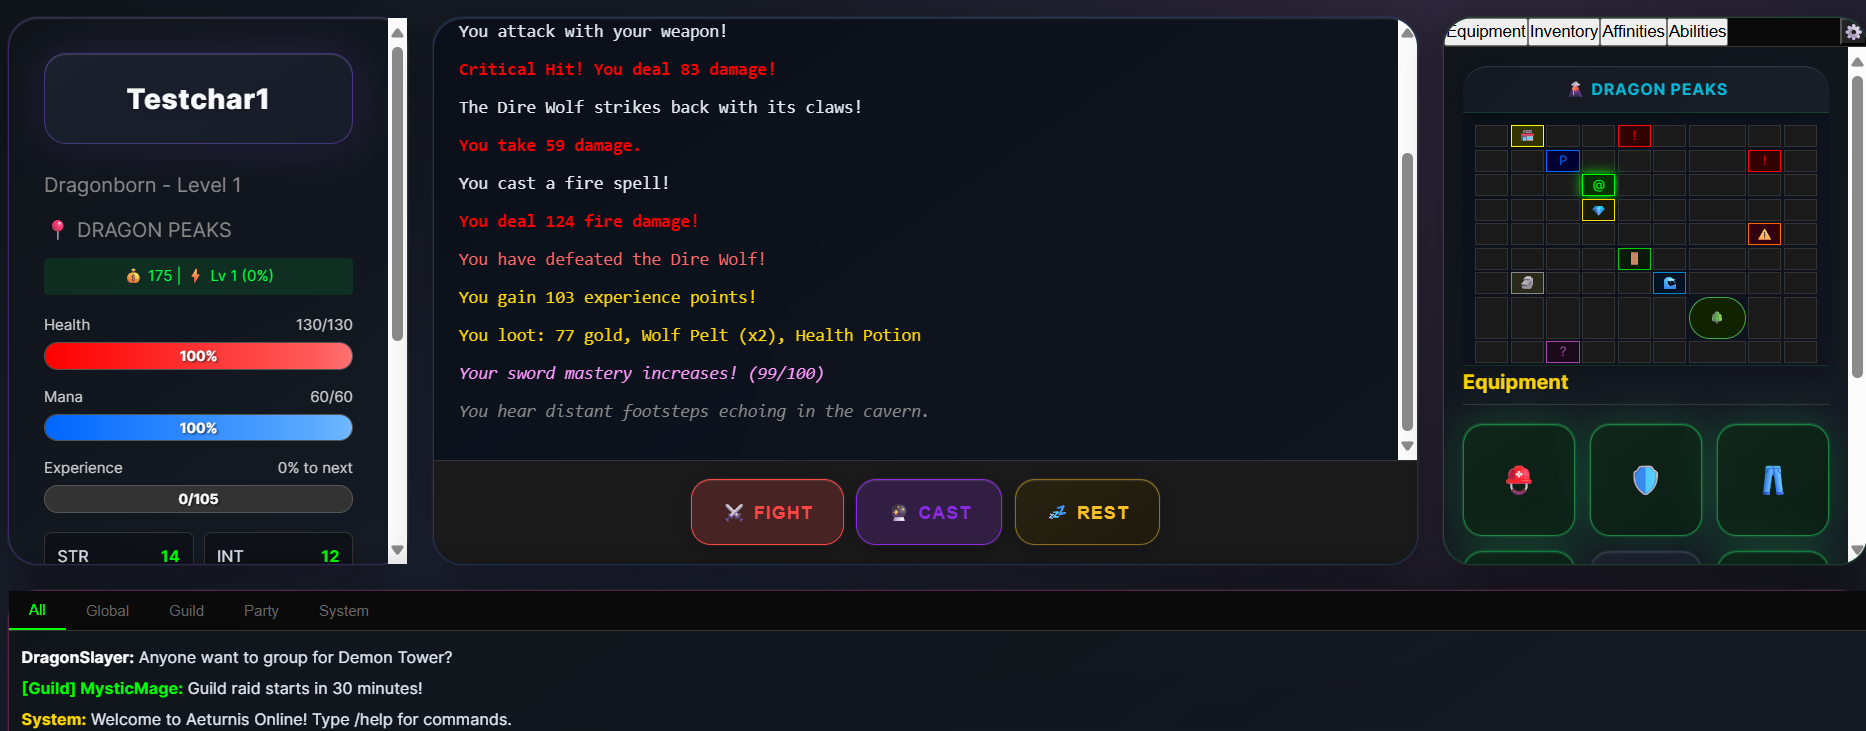 Testchar1
Dragonborn - Level 1
DRAGON PEAKS
175 | Lv 1 (0%)
Health 130/130
100%
Mana 60/60
100%
Experience 0% to next
0/105
STR 14 INT 12
You attack with your weapon!
Critical Hit! You deal 83 damage!
The Dire Wolf strikes back with its claws!
You take 59 damage.
You cast a fire spell!
You deal 124 fire damage!
You have defeated the Dire Wolf!
You gain 103 experience points!
You loot: 77 gold, Wolf Pelt (x2), Health Potion
Your sword mastery increases! (99/100)
You hear distant footsteps echoing in the cavern.
FIGHT CAST REST
Equipment Inventory Affinities Abilities
DRAGON PEAKS
!
P !
@
?
Equipment
All Global Guild Party System
DragonSlayer: Anyone want to group for Demon Tower?
[Guild] MysticMage: Guild raid starts in 30 minutes!
System: Welcome to Aeturnis Online! Type /help for commands.